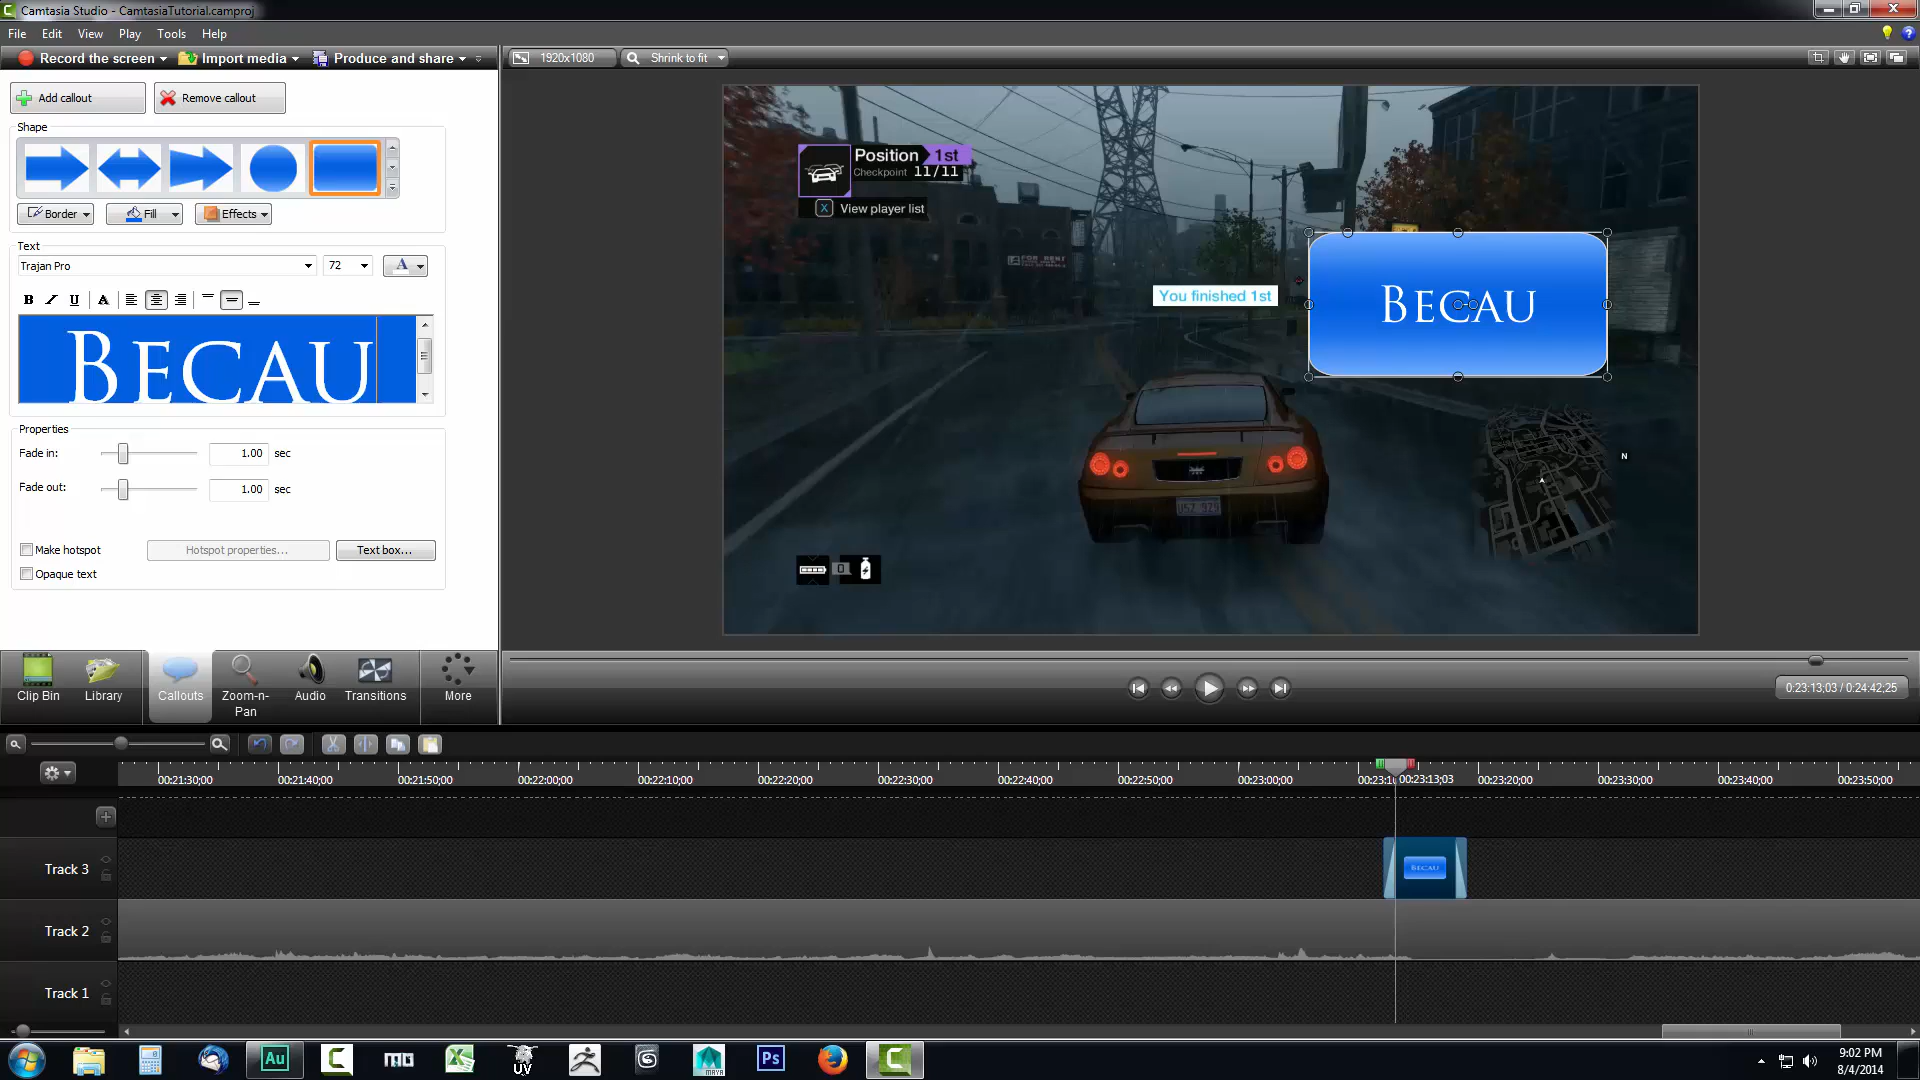 Camtasia Studio - CamtasiaTutorial.camproj
File Edit View Play Tools Help
Record the screen Import media Produce and share
1920x1080 Shrink to fit
Add callout Remove callout
Shape
Border Fill Effects
Text
Trajan Pro 72
B I U A
BECAU
Properties
Fade in: 1.00 sec
Fade out: 1.00 sec
Make hotspot Hotspot properties... Text box...
Opaque text
Position 1st
Checkpoint 11/11
X View player list
FOR RENT
You finished 1st
BECAU
N
0
Clip Bin Library Callouts Zoom-n-Pan Audio Transitions More
0:23:13;03 / 0:24:42;25
00:21:30;00 00:21:40;00 00:21:50;00 00:22:00;00 00:22:10;00 00:22:20;00 00:22:30;00 00:22:40;00 00:22:50;00 00:23:00;00 00:23:13;03 00:23:20;00 00:23:30;00 00:23:40;00 00:23:50;00
Track 3
BECAU
Track 2
Track 1
Au UV MAYA Ps
9:02 PM
8/4/2014